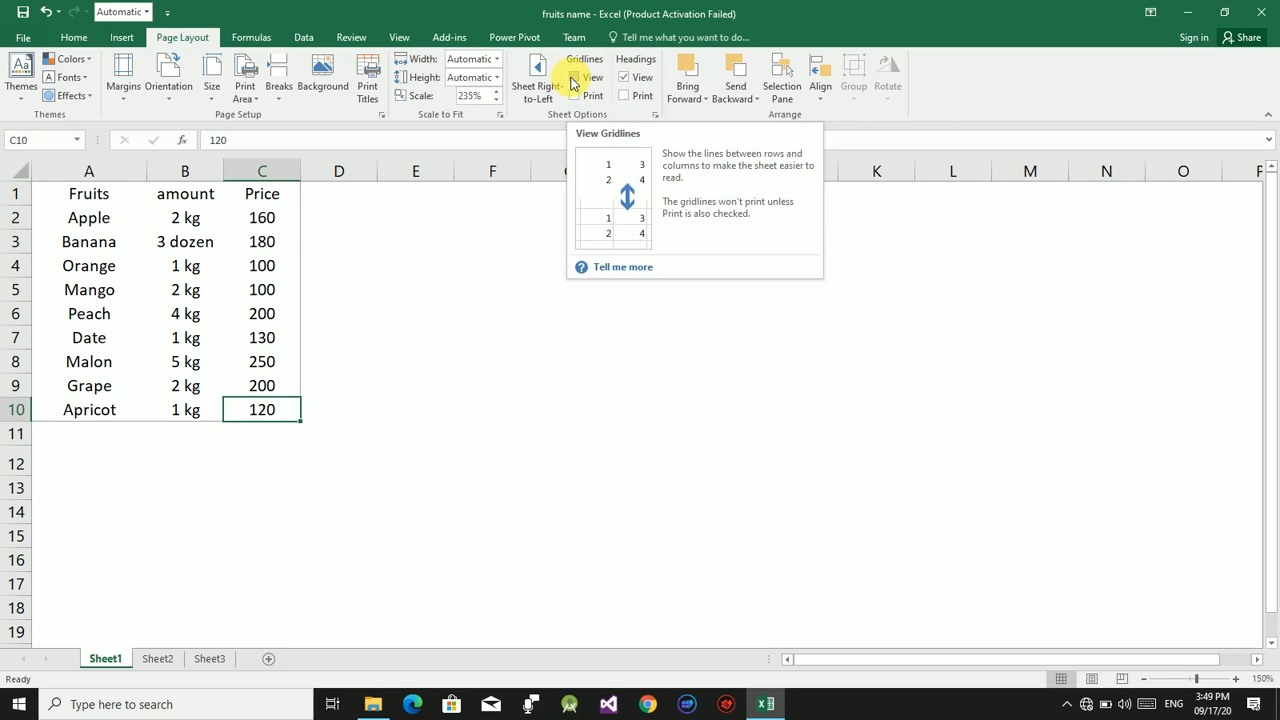 Automatic
fruits name - Excel (Product Activation Failed)
File Home Insert Page Layout Formulas Data Review View Add-ins Power Pivot Team Tell me what you want to do... Sign in Share
Colors Width: Automatic Gridlines Headings
Fonts Height: Automatic View View
Themes Effects Margins Orientation Size Print Area Breaks Background Print Titles Scale: 235% Sheet Right-to-Left Print Print Bring Forward Send Backward Selection Pane Align Group Rotate
Themes Page Setup Scale to Fit Sheet Options Arrange
C10 fx 120
View Gridlines
Show the lines between rows and
columns to make the sheet easier to
read.
The gridlines won't print unless
Print is also checked.
1 3
2 4
1 3
2 4
Tell me more
A B C D E F K L M N O
1 Fruits amount Price
2 Apple 2 kg 160
3 Banana 3 dozen 180
4 Orange 1 kg 100
5 Mango 2 kg 100
6 Peach 4 kg 200
7 Date 1 kg 130
8 Malon 5 kg 250
9 Grape 2 kg 200
10 Apricot 1 kg 120
11
12
13
14
15
16
17
18
19
Sheet1 Sheet2 Sheet3
Ready 150%
Type here to search ENG 3:49 PM
09/17/20